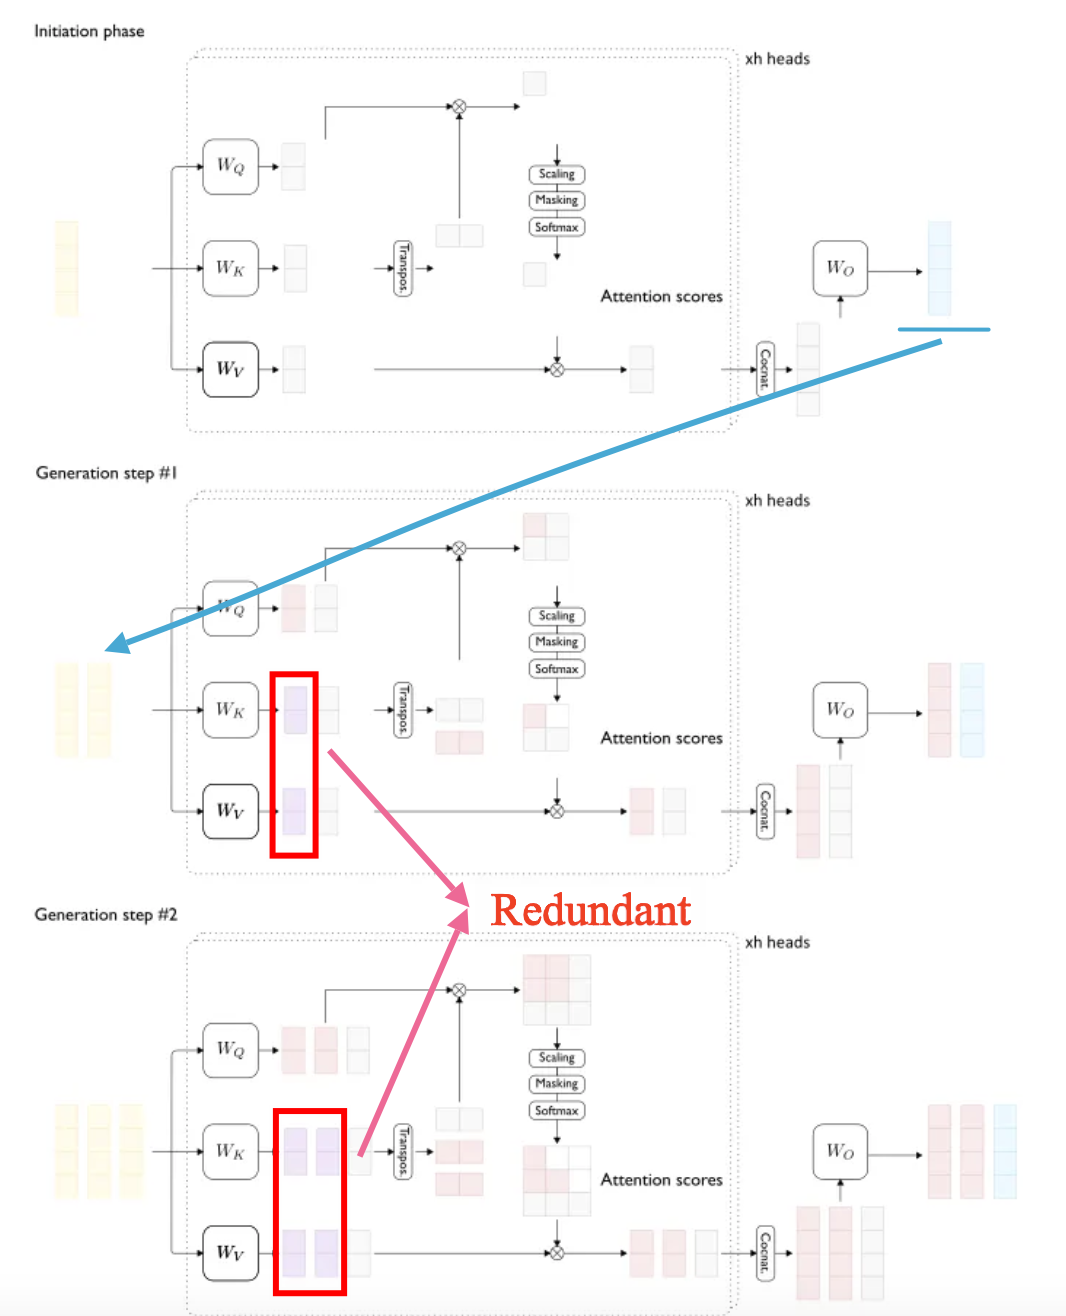 Initiation phase
xh heads
W_Q
Scaling
Masking
Softmax
W_K
Transpos.
Attention scores
W_O
W_V
Cocnat.
Generation step #1
xh heads
W_Q
Scaling
Masking
Softmax
W_K
Transpos.
Attention scores
W_O
W_V
Cocnat.
Redundant
Generation step #2
xh heads
W_Q
Scaling
Masking
Softmax
W_K
Transpos.
Attention scores
W_O
W_V
Cocnat.